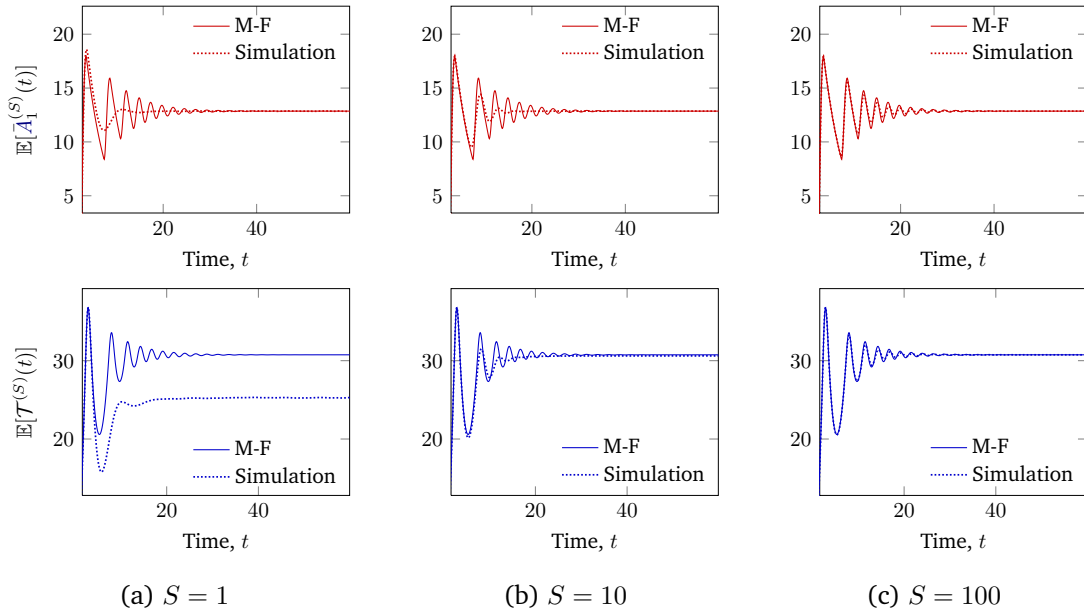 20
15
10
5
𝔼[Ā₁^(S)(t)]
M-F
Simulation
20
40
Time, t
20
15
10
5
M-F
Simulation
20
40
Time, t
20
15
10
5
M-F
Simulation
20
40
Time, t
30
20
𝔼[𝒯^(S)(t)]
M-F
Simulation
20
40
Time, t
30
20
M-F
Simulation
20
40
Time, t
30
20
M-F
Simulation
20
40
Time, t
(a) S = 1
(b) S = 10
(c) S = 100